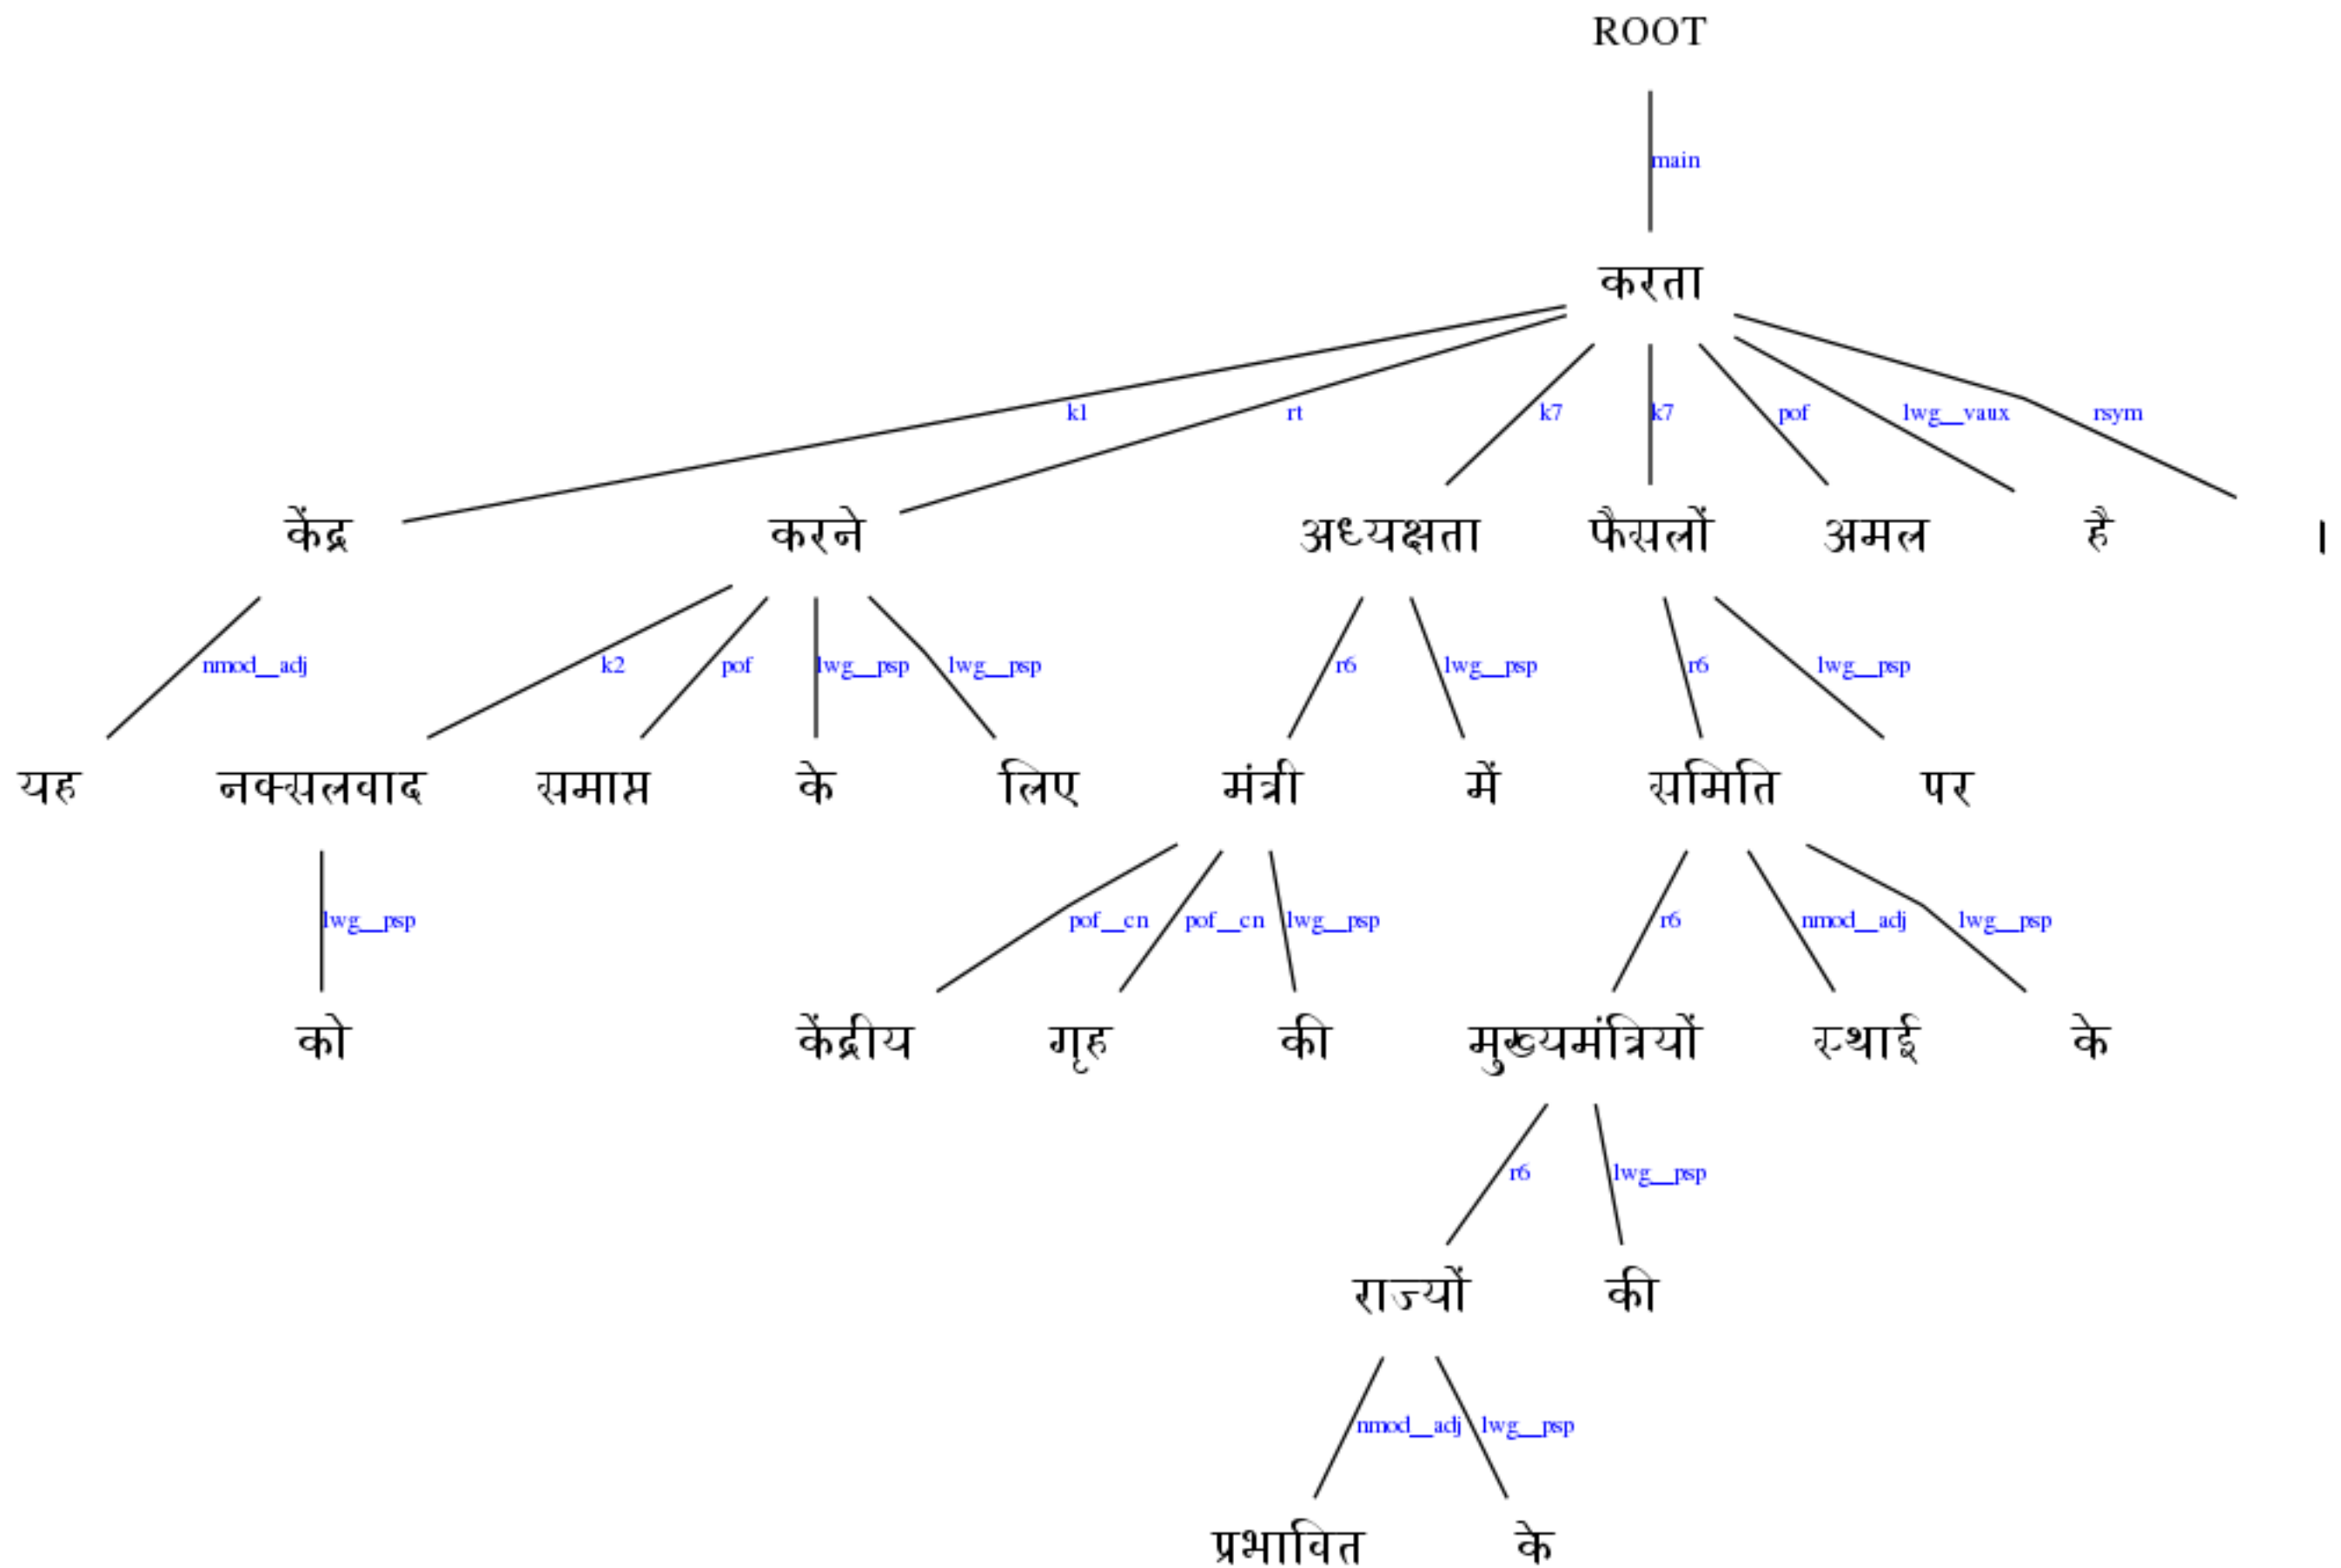 ROOT
main
करता
k1 rt k7 k7 pof lwg__vaux rsym
केंद्र करने अध्यक्षता फैसलों अमल है ।
nmod__adj k2 pof lwg__psp lwg__psp r6 lwg__psp r6 lwg__psp
यह नक्सलवाद समाप्त के लिए मंत्री में समिति पर
lwg__psp pof__cn pof__cn lwg__psp r6 nmod__adj lwg__psp
को केंद्रीय गृह की मुख्यमंत्रियों स्थाई के
r6 lwg__psp
राज्यों की
nmod__adj lwg__psp
प्रभावित के